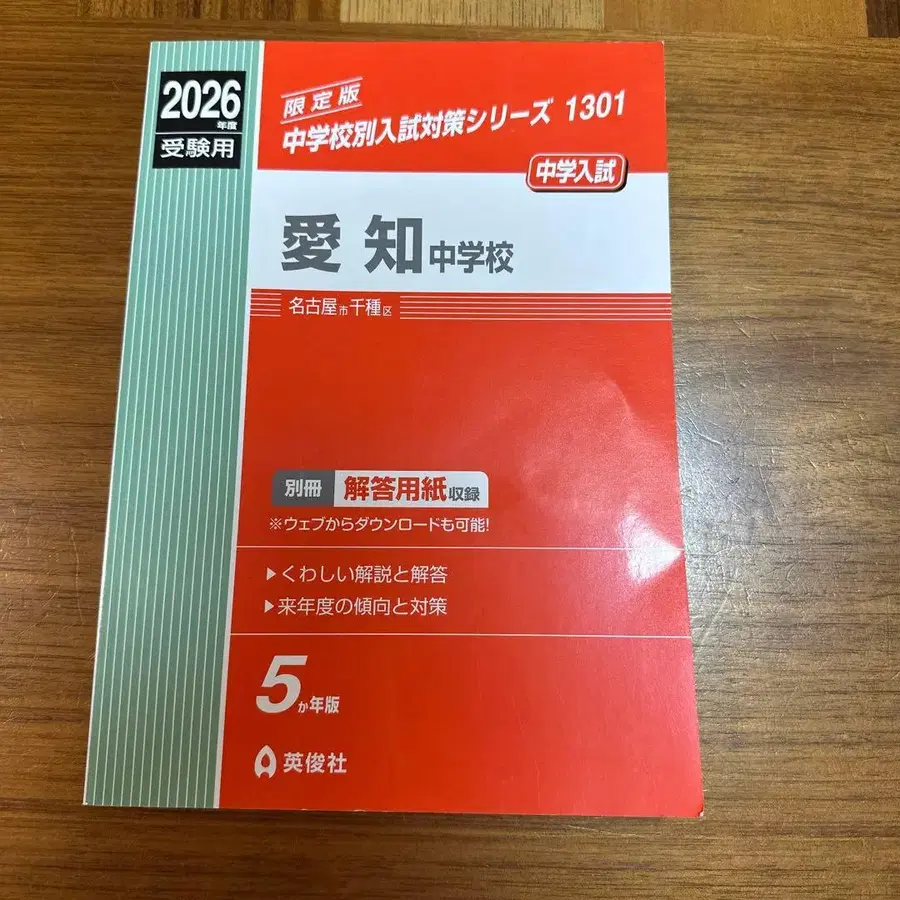 2026
年度
受験用
限定版
中学校別入試対策シリーズ 1301
中学入試
愛知中学校
名古屋市千種区
別冊 解答用紙収録
※ウェブからダウンロードも可能!
▶くわしい解説と解答
▶来年度の傾向と対策
5か年版
英俊社